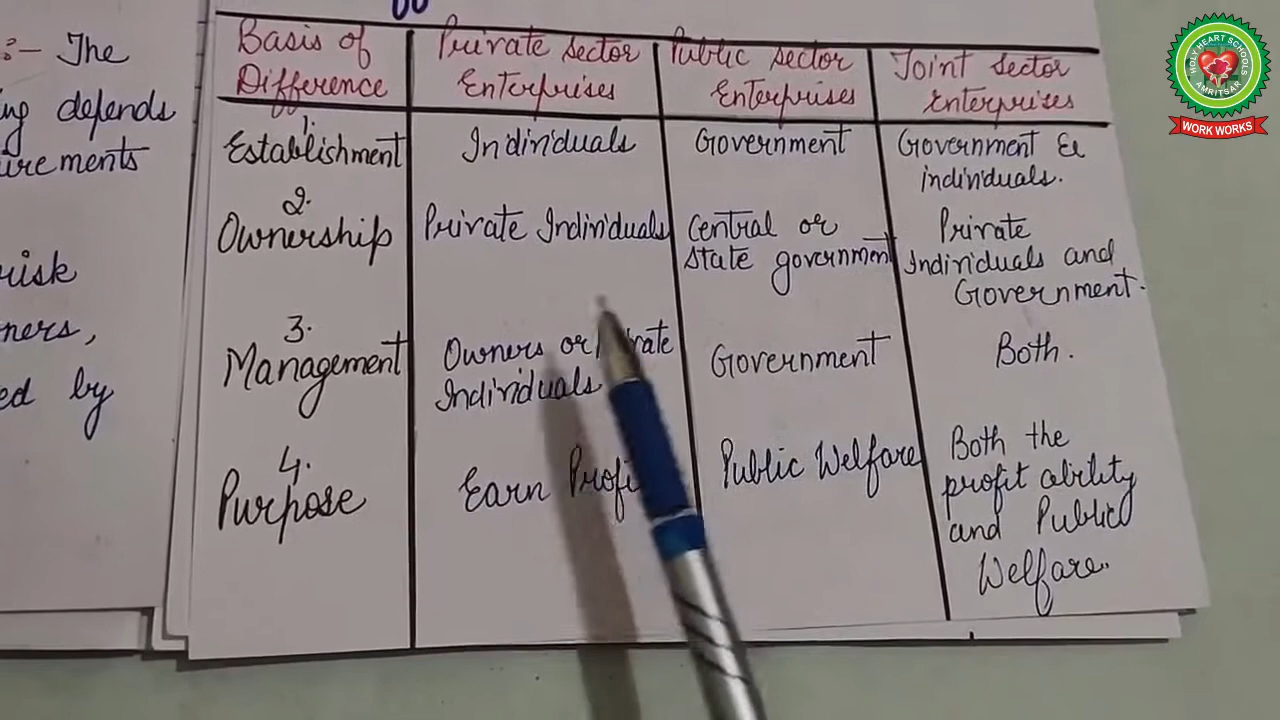 :- The
ing depends
urements
risk
ners,
ed by
Basis of
Difference
Private Sector
Enterprises
Public Sector
Enterprises
Joint Sector
Enterprises
1.
Establishment
Individuals
Government
Government &
individuals.
2.
Ownership
Private Individuals
Central or
State government
Private
Individuals and
Government.
3.
Management
Owners or
Individuals
Government
Both.
4.
Purpose
Earn Profi
Public Welfare
Both the
profit ability
and Public
Welfare.
HOLY HEART SCHOOLS
AMRITSAR
WORK WORKS